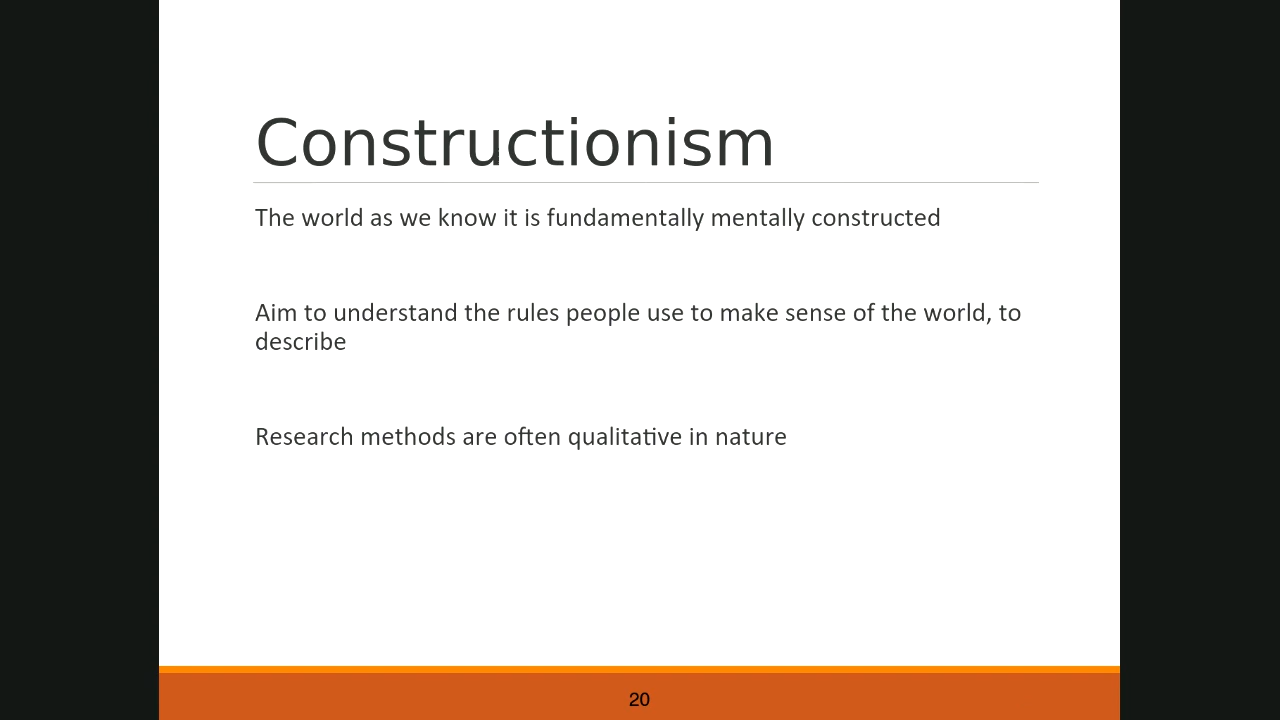 Constructionism
The world as we know it is fundamentally mentally constructed
Aim to understand the rules people use to make sense of the world, to
describe
Research methods are often qualitative in nature
20